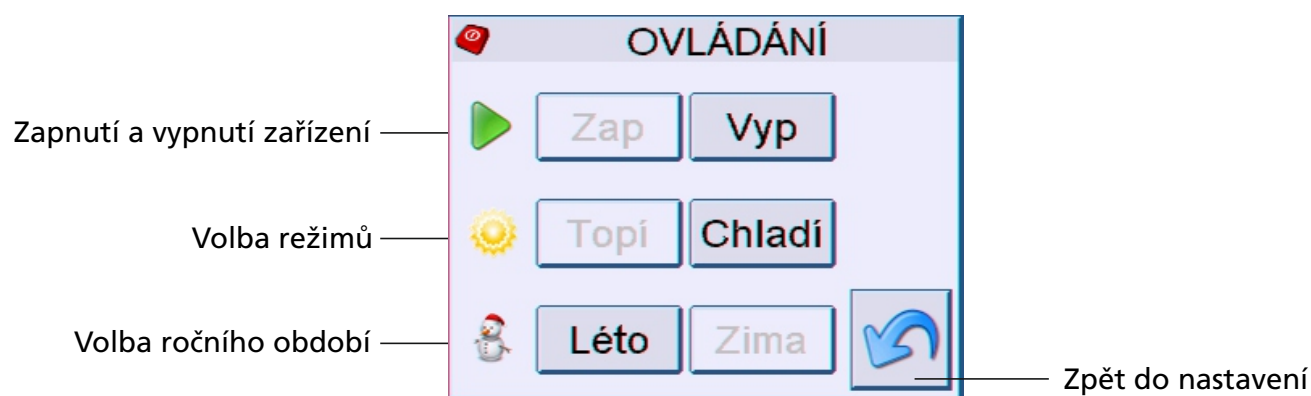 OVLÁDÁNÍ
Zapnutí a vypnutí zařízení
Zap Vyp
Volba režimů
Topí Chladí
Volba ročního období
Léto Zima
Zpět do nastavení